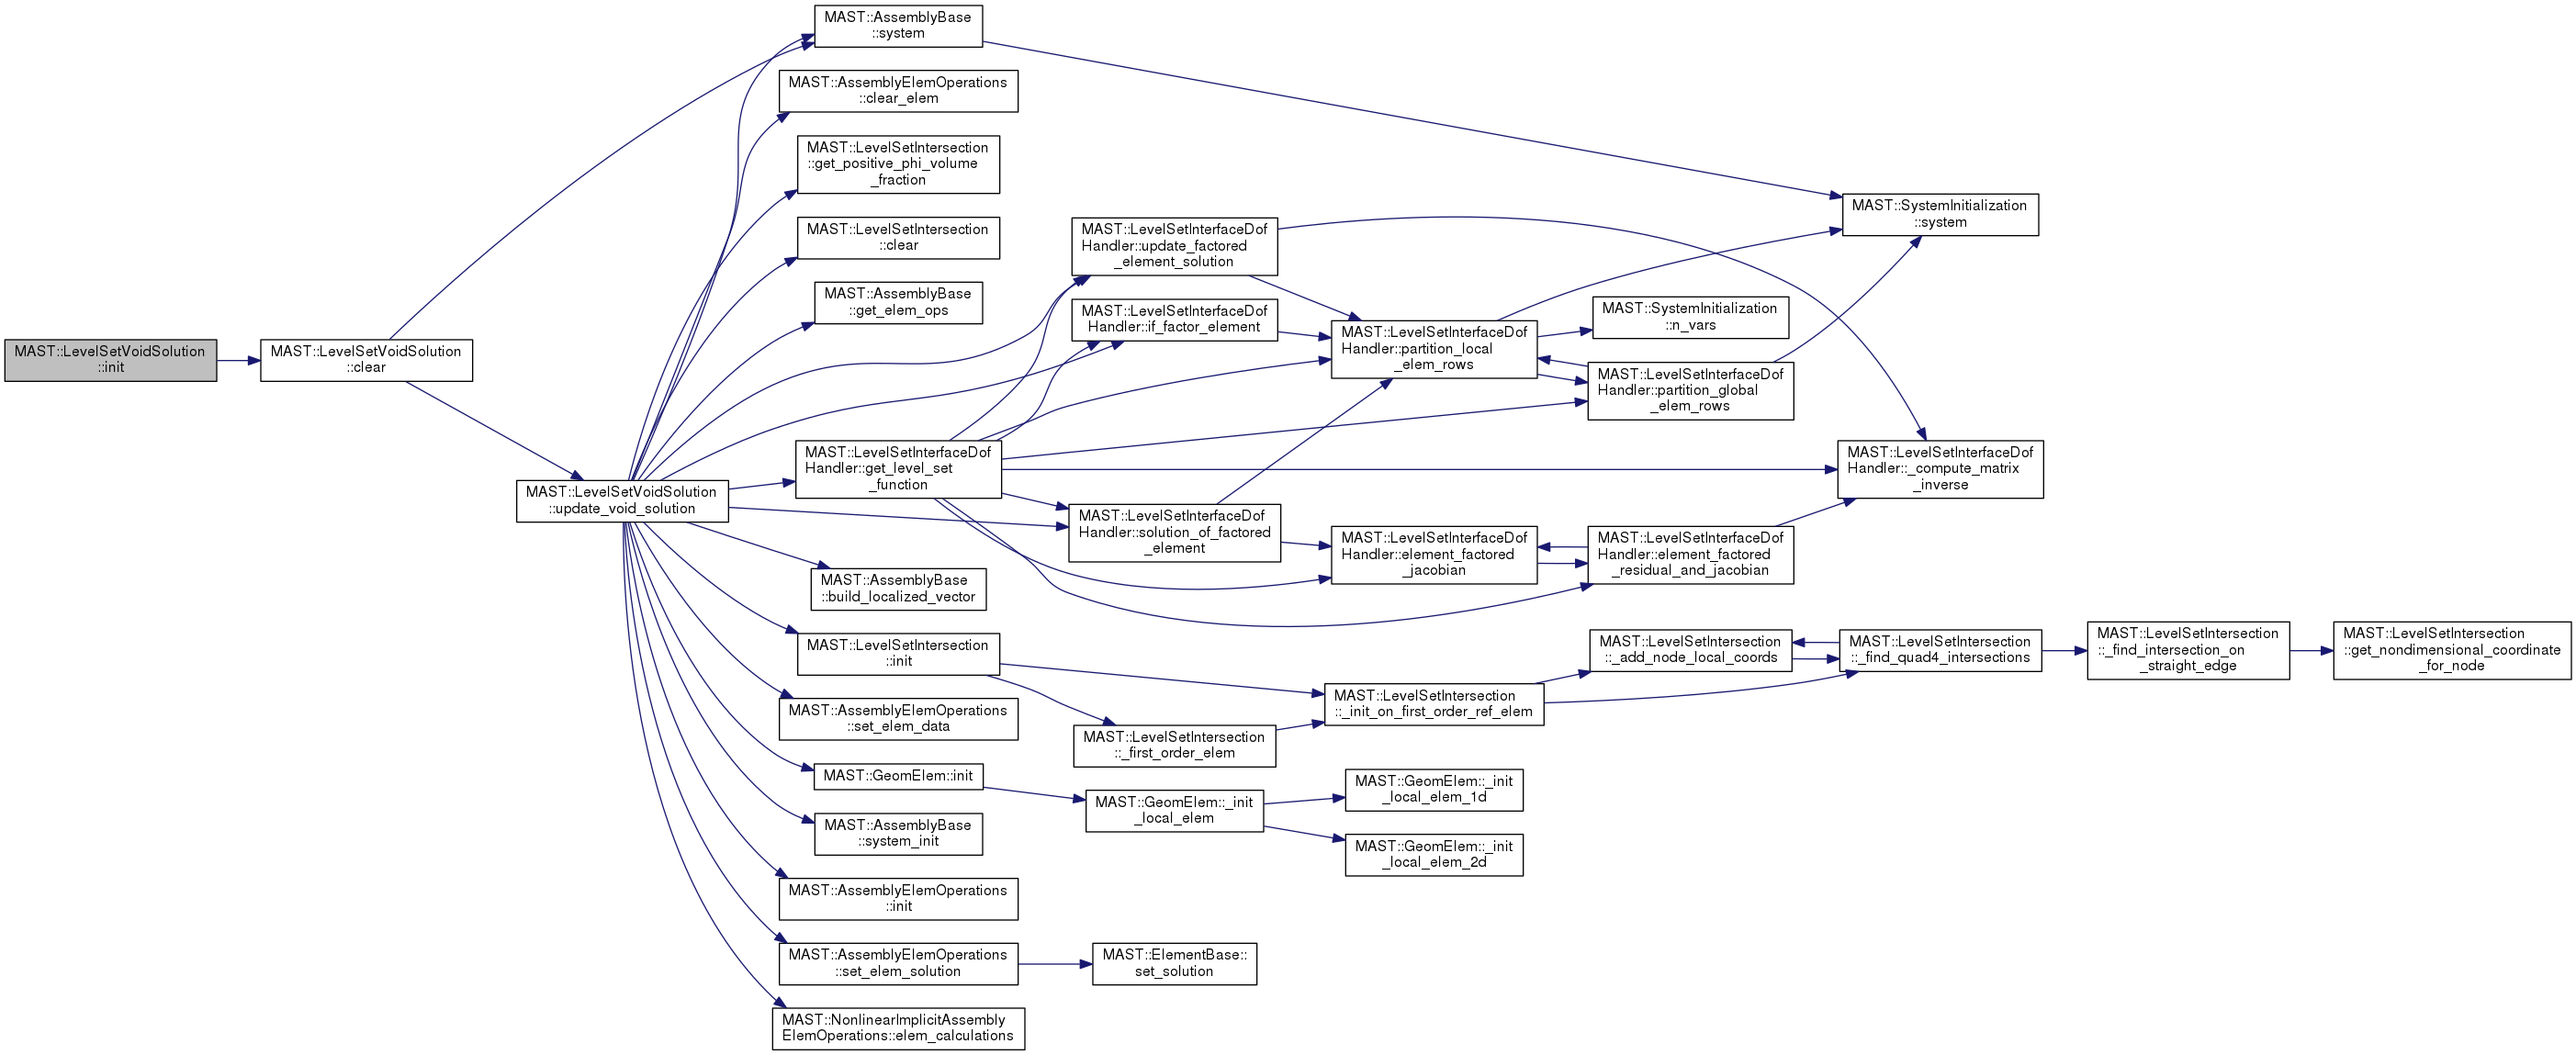 MAST::LevelSetVoidSolution
::init
MAST::LevelSetVoidSolution
::clear
MAST::LevelSetVoidSolution
::update_void_solution
MAST::AssemblyBase
::system
MAST::AssemblyElemOperations
::clear_elem
MAST::LevelSetIntersection
::get_positive_phi_volume
_fraction
MAST::LevelSetIntersection
::clear
MAST::AssemblyBase
::get_elem_ops
MAST::LevelSetInterfaceDof
Handler::get_level_set
_function
MAST::AssemblyBase
::build_localized_vector
MAST::LevelSetIntersection
::init
MAST::AssemblyElemOperations
::set_elem_data
MAST::GeomElem::init
MAST::AssemblyBase
::system_init
MAST::AssemblyElemOperations
::init
MAST::AssemblyElemOperations
::set_elem_solution
MAST::NonlinearImplicitAssembly
ElemOperations::elem_calculations
MAST::LevelSetInterfaceDof
Handler::update_factored
_element_solution
MAST::LevelSetInterfaceDof
Handler::if_factor_element
MAST::LevelSetInterfaceDof
Handler::solution_of_factored
_element
MAST::LevelSetIntersection
::_first_order_elem
MAST::GeomElem::_init
_local_elem
MAST::ElementBase::
set_solution
MAST::LevelSetInterfaceDof
Handler::partition_local
_elem_rows
MAST::LevelSetInterfaceDof
Handler::element_factored
_jacobian
MAST::LevelSetIntersection
::_init_on_first_order_ref_elem
MAST::GeomElem::_init
_local_elem_1d
MAST::GeomElem::_init
_local_elem_2d
MAST::SystemInitialization
::n_vars
MAST::LevelSetInterfaceDof
Handler::partition_global
_elem_rows
MAST::LevelSetInterfaceDof
Handler::element_factored
_residual_and_jacobian
MAST::LevelSetIntersection
::_add_node_local_coords
MAST::SystemInitialization
::system
MAST::LevelSetInterfaceDof
Handler::_compute_matrix
_inverse
MAST::LevelSetIntersection
::_find_quad4_intersections
MAST::LevelSetIntersection
::_find_intersection_on
_straight_edge
MAST::LevelSetIntersection
::get_nondimensional_coordinate
_for_node